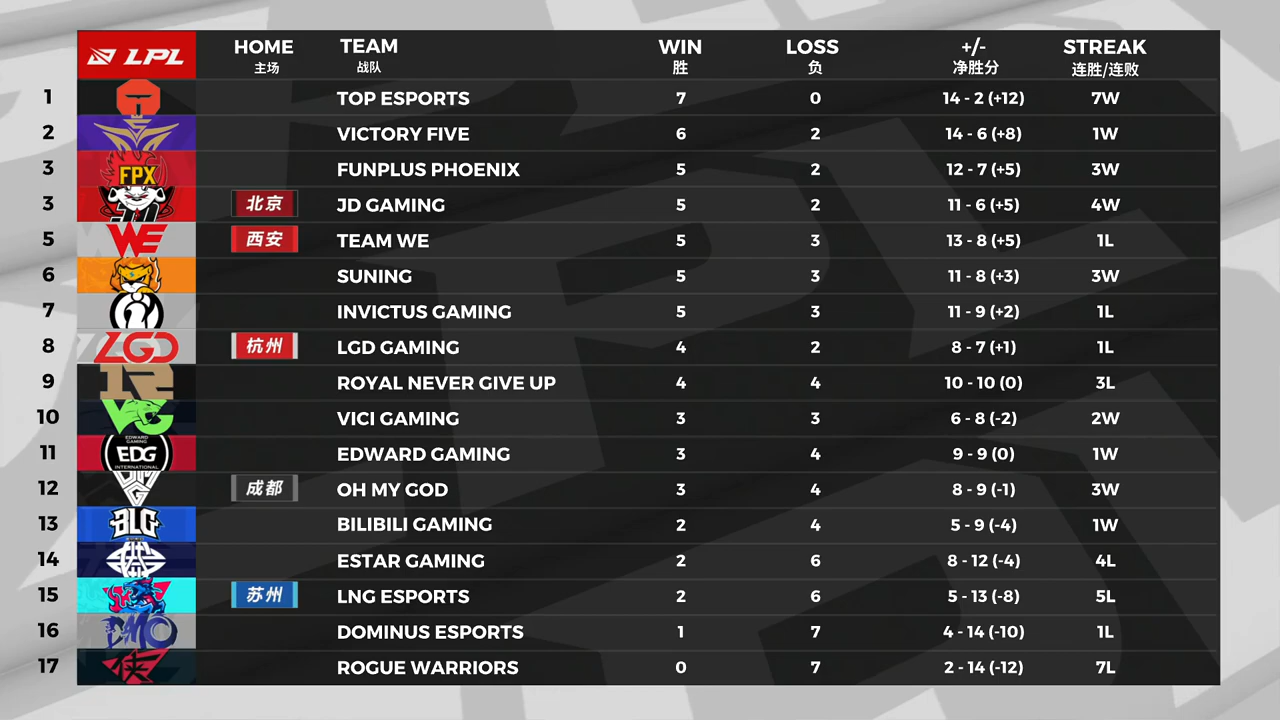 LPL HOME TEAM WIN LOSS +/- STREAK
主场 战队 胜 负 净胜分 连胜/连败
1 TOP ESPORTS 7 0 14 - 2 (+12) 7W
2 VICTORY FIVE 6 2 14 - 6 (+8) 1W
3 FPX FUNPLUS PHOENIX 5 2 12 - 7 (+5) 3W
3 JD 北京 JD GAMING 5 2 11 - 6 (+5) 4W
5 WE 西安 TEAM WE 5 3 13 - 8 (+5) 1L
6 SUNING 5 3 11 - 8 (+3) 3W
7 INVICTUS GAMING 5 3 11 - 9 (+2) 1L
8 LGD 杭州 LGD GAMING 4 2 8 - 7 (+1) 1L
9 ROYAL NEVER GIVE UP 4 4 10 - 10 (0) 3L
10 VG VICI GAMING 3 3 6 - 8 (-2) 2W
11 EDWARD GAMING EDG INTERNATIONAL EDWARD GAMING 3 4 9 - 9 (0) 1W
12 OMG 成都 OH MY GOD 3 4 8 - 9 (-1) 3W
13 BLG BILIBILI GAMING 2 4 5 - 9 (-4) 1W
14 ESTAR GAMING 2 6 8 - 12 (-4) 4L
15 苏州 LNG ESPORTS 2 6 5 - 13 (-8) 5L
16 DMO DOMINUS ESPORTS 1 7 4 - 14 (-10) 1L
17 侠 ROGUE WARRIORS 0 7 2 - 14 (-12) 7L